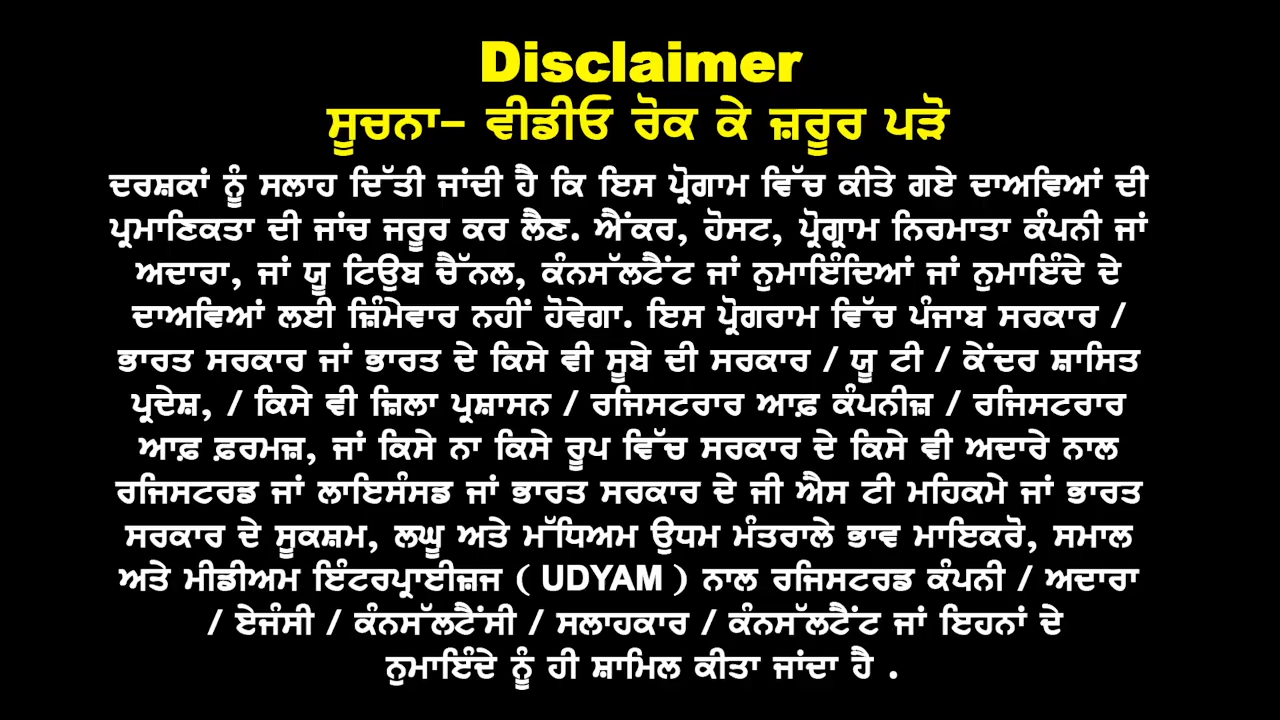 Disclaimer
ਸੂਚਨਾ- ਵੀਡੀਓ ਰੋਕ ਕੇ ਜ਼ਰੂਰ ਪੜੋ
ਦਰਸ਼ਕਾਂ ਨੂੰ ਸਲਾਹ ਦਿੱਤੀ ਜਾਂਦੀ ਹੈ ਕਿ ਇਸ ਪ੍ਰੋਗਾਮ ਵਿੱਚ ਕੀਤੇ ਗਏ ਦਾਅਵਿਆਂ ਦੀ
ਪ੍ਰਮਾਣਿਕਤਾ ਦੀ ਜਾਂਚ ਜਰੂਰ ਕਰ ਲੈਣ. ਐਂਕਰ, ਹੋਸਟ, ਪ੍ਰੋਗ੍ਰਾਮ ਨਿਰਮਾਤਾ ਕੰਪਨੀ ਜਾਂ
ਅਦਾਰਾ, ਜਾਂ ਯੂ ਟਿਊਬ ਚੈੱਨਲ, ਕੰਨਸੱਲਟੈਂਟ ਜਾਂ ਨੁਮਾਇੰਦਿਆਂ ਜਾਂ ਨੁਮਾਇੰਦੇ ਦੇ
ਦਾਅਵਿਆਂ ਲਈ ਜ਼ਿੰਮੇਵਾਰ ਨਹੀਂ ਹੋਵੇਗਾ. ਇਸ ਪ੍ਰੋਗਰਾਮ ਵਿੱਚ ਪੰਜਾਬ ਸਰਕਾਰ /
ਭਾਰਤ ਸਰਕਾਰ ਜਾਂ ਭਾਰਤ ਦੇ ਕਿਸੇ ਵੀ ਸੂਬੇ ਦੀ ਸਰਕਾਰ / ਯੂ ਟੀ / ਕੇਂਦਰ ਸ਼ਾਸਿਤ
ਪ੍ਰਦੇਸ਼, / ਕਿਸੇ ਵੀ ਜ਼ਿਲਾ ਪ੍ਰਸ਼ਾਸਨ / ਰਜਿਸਟਰਾਰ ਆਫ਼ ਕੰਪਨੀਜ਼ / ਰਜਿਸਟਰਾਰ
ਆਫ਼ ਫ਼ਰਮਜ਼, ਜਾਂ ਕਿਸੇ ਨਾ ਕਿਸੇ ਰੂਪ ਵਿੱਚ ਸਰਕਾਰ ਦੇ ਕਿਸੇ ਵੀ ਅਦਾਰੇ ਨਾਲ
ਰਜਿਸਟਰਡ ਜਾਂ ਲਾਇਸੰਸਡ ਜਾਂ ਭਾਰਤ ਸਰਕਾਰ ਦੇ ਜੀ ਐਸ ਟੀ ਮਹਿਕਮੇ ਜਾਂ ਭਾਰਤ
ਸਰਕਾਰ ਦੇ ਸੂਕਸ਼ਮ, ਲਘੂ ਅਤੇ ਮੱਧਿਅਮ ਉਧਮ ਮੰਤਰਾਲੇ ਭਾਵ ਮਾਇਕਰੋ, ਸਮਾਲ
ਅਤੇ ਮੀਡੀਅਮ ਇੰਟਰਪ੍ਰਾਈਜ਼ਜ ( UDYAM ) ਨਾਲ ਰਜਿਸਟਰਡ ਕੰਪਨੀ / ਅਦਾਰਾ
/ ਏਜੰਸੀ / ਕੰਨਸੱਲਟੈਂਸੀ / ਸਲਾਹਕਾਰ / ਕੰਨਸੱਲਟੈਂਟ ਜਾਂ ਇਹਨਾਂ ਦੇ
ਨੁਮਾਇੰਦੇ ਨੂੰ ਹੀ ਸ਼ਾਮਿਲ ਕੀਤਾ ਜਾਂਦਾ ਹੈ .